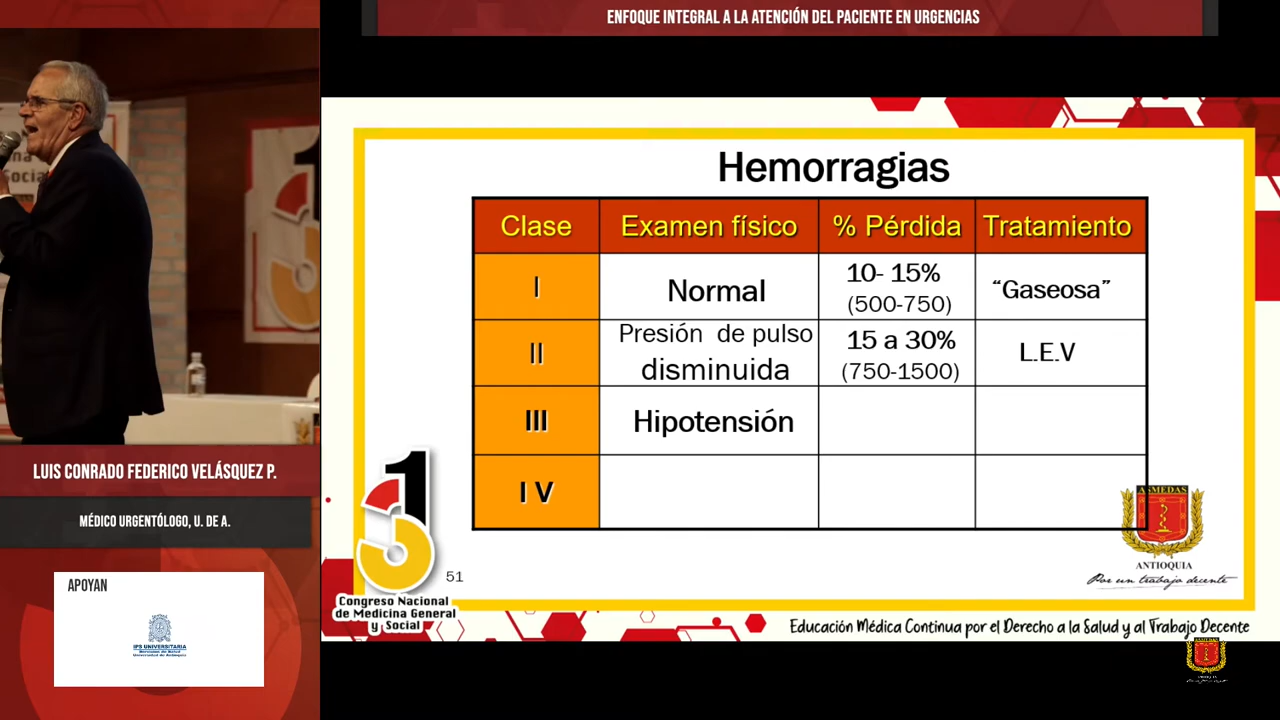 ENFOQUE INTEGRAL A LA ATENCIÓN DEL PACIENTE EN URGENCIAS
Hemorragias
Clase Examen físico % Pérdida Tratamiento
I Normal 10- 15% (500-750) “Gaseosa”
II Presión de pulso disminuida 15 a 30% (750-1500) L.E.V
III Hipotensión
I V
51
31
Congreso Nacional
de Medicina General
y Social
ASMEDAS
ANTIOQUIA
Por un trabajo decente
Educación Médica Continua por el Derecho a la Salud y al Trabajo Decente
LUIS CONRADO FEDERICO VELÁSQUEZ P.
MÉDICO URGENTÓLOGO, U. DE A.
APOYAN
IPS UNIVERSITARIA